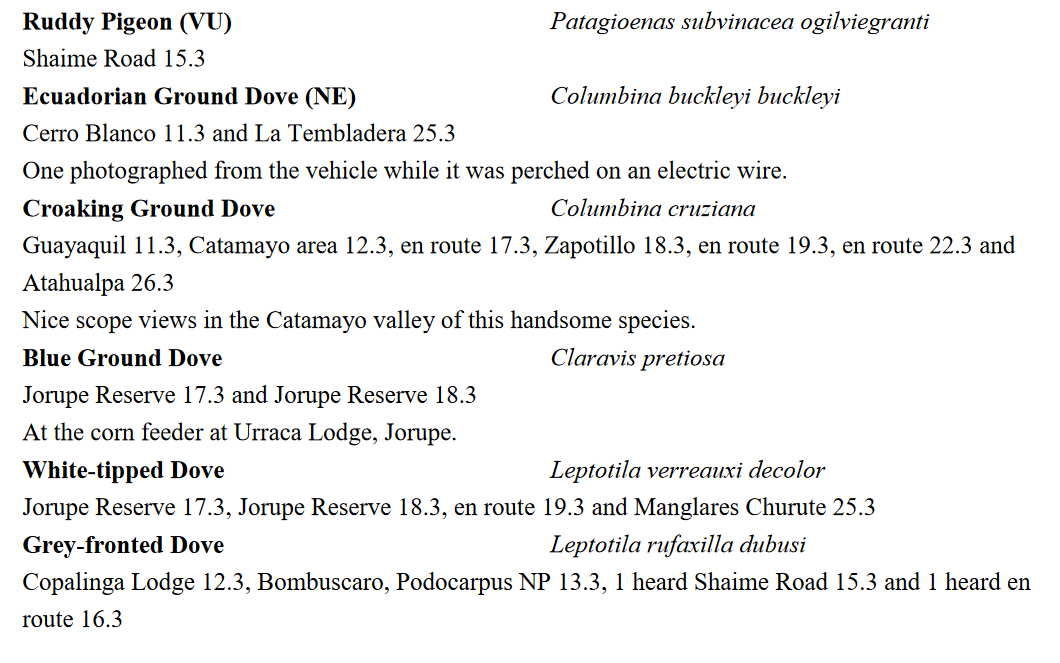 Ruddy Pigeon (VU) Patagioenas subvinacea ogilviegranti
Shaime Road 15.3
Ecuadorian Ground Dove (NE) Columbina buckleyi buckleyi
Cerro Blanco 11.3 and La Tembladera 25.3
One photographed from the vehicle while it was perched on an electric wire.
Croaking Ground Dove Columbina cruziana
Guayaquil 11.3, Catamayo area 12.3, en route 17.3, Zapotillo 18.3, en route 19.3, en route 22.3 and
Atahualpa 26.3
Nice scope views in the Catamayo valley of this handsome species.
Blue Ground Dove Claravis pretiosa
Jorupe Reserve 17.3 and Jorupe Reserve 18.3
At the corn feeder at Urraca Lodge, Jorupe.
White-tipped Dove Leptotila verreauxi decolor
Jorupe Reserve 17.3, Jorupe Reserve 18.3, en route 19.3 and Manglares Churute 25.3
Grey-fronted Dove Leptotila rufaxilla dubusi
Copalinga Lodge 12.3, Bombuscaro, Podocarpus NP 13.3, 1 heard Shaime Road 15.3 and 1 heard en
route 16.3